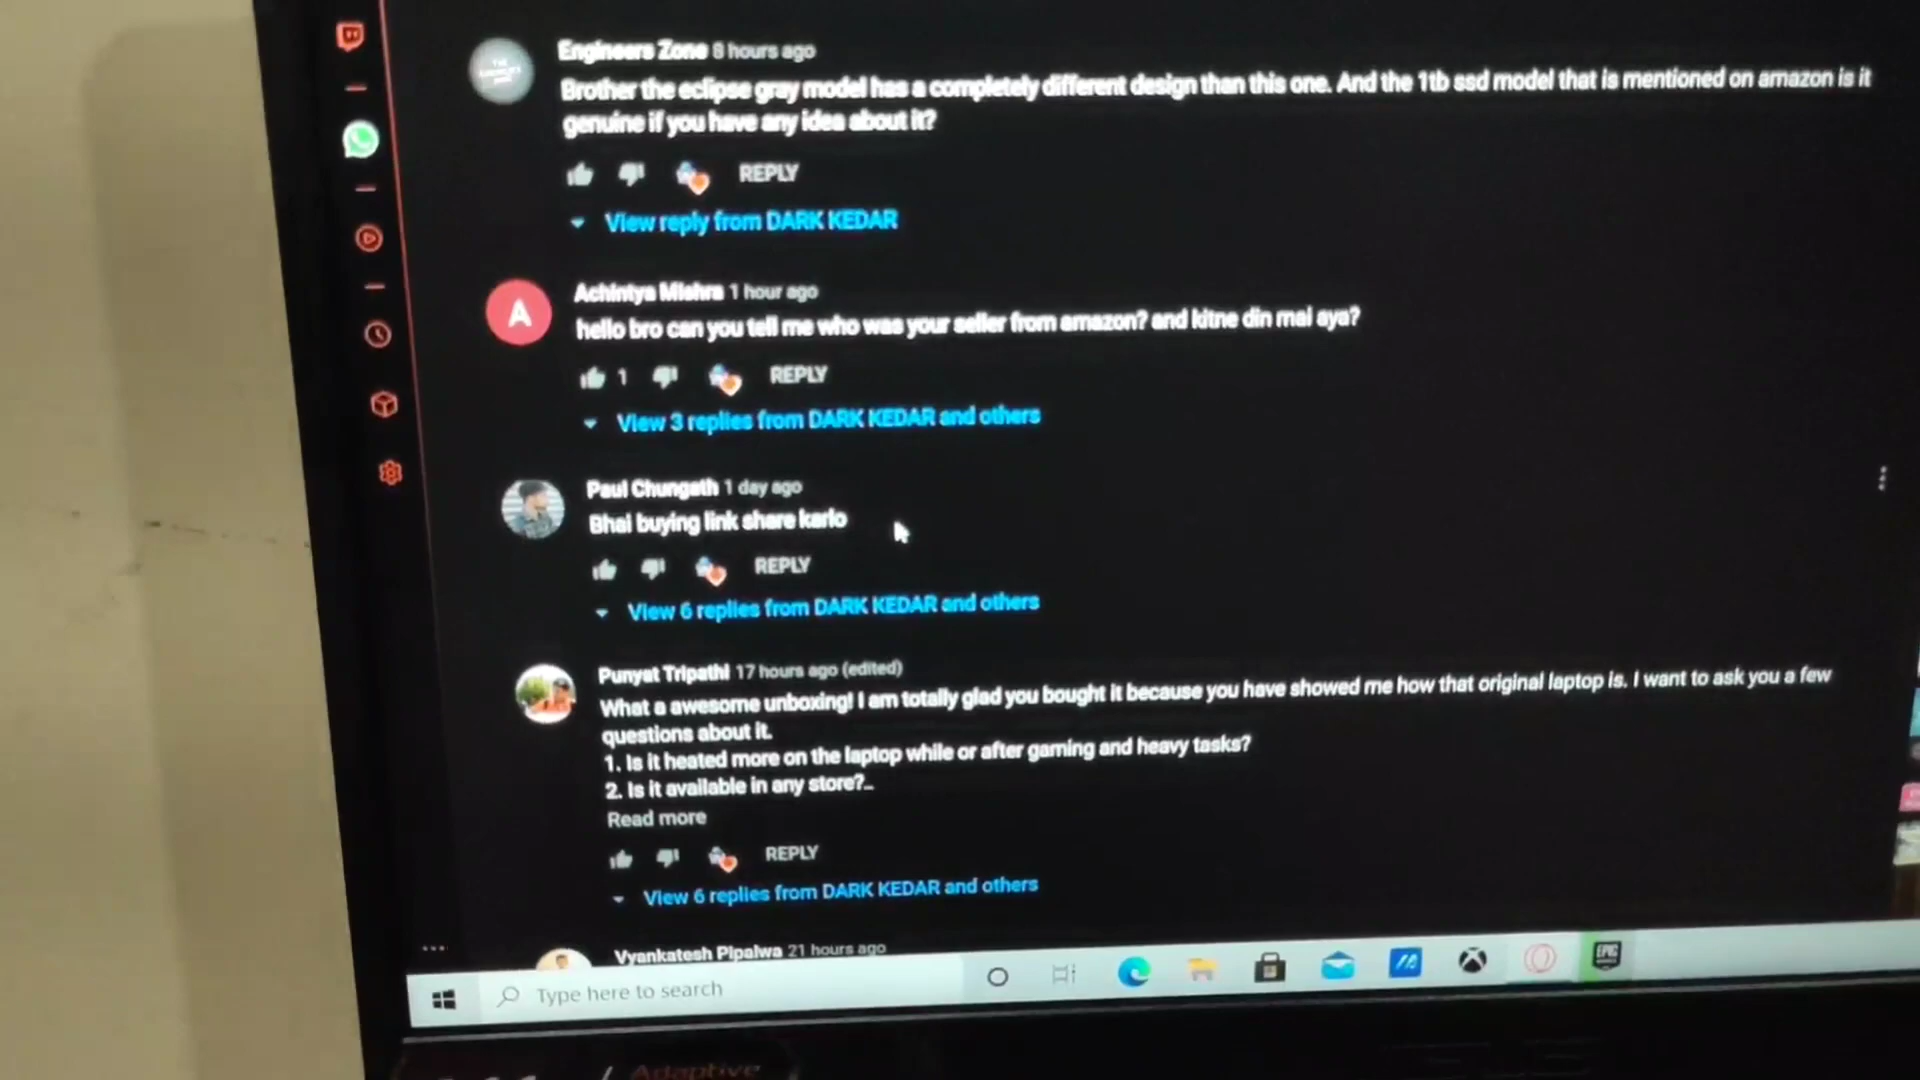 Engineers Zone 8 hours ago
Brother the eclipse gray model has a completely different design than this one. And the 1tb ssd model that is mentioned on amazon is it
genuine if you have any idea about it?
REPLY
View reply from DARK KEDAR
A
Achintya Mishra 1 hour ago
hello bro can you tell me who was your seller from amazon? and kitne din mai aya?
1 REPLY
View 3 replies from DARK KEDAR and others
Paul Chungath 1 day ago
Bhai buying link share karlo
REPLY
View 6 replies from DARK KEDAR and others
Punyat Tripathi 17 hours ago (edited)
What a awesome unboxing! I am totally glad you bought it because you have showed me how that original laptop is. I want to ask you a few
questions about it.
1. Is it heated more on the laptop while or after gaming and heavy tasks?
2. Is it available in any store?...
Read more
REPLY
View 6 replies from DARK KEDAR and others
Vyankatesh Pipalwa 21 hours ago
Type here to search
EPIC
Adaptive